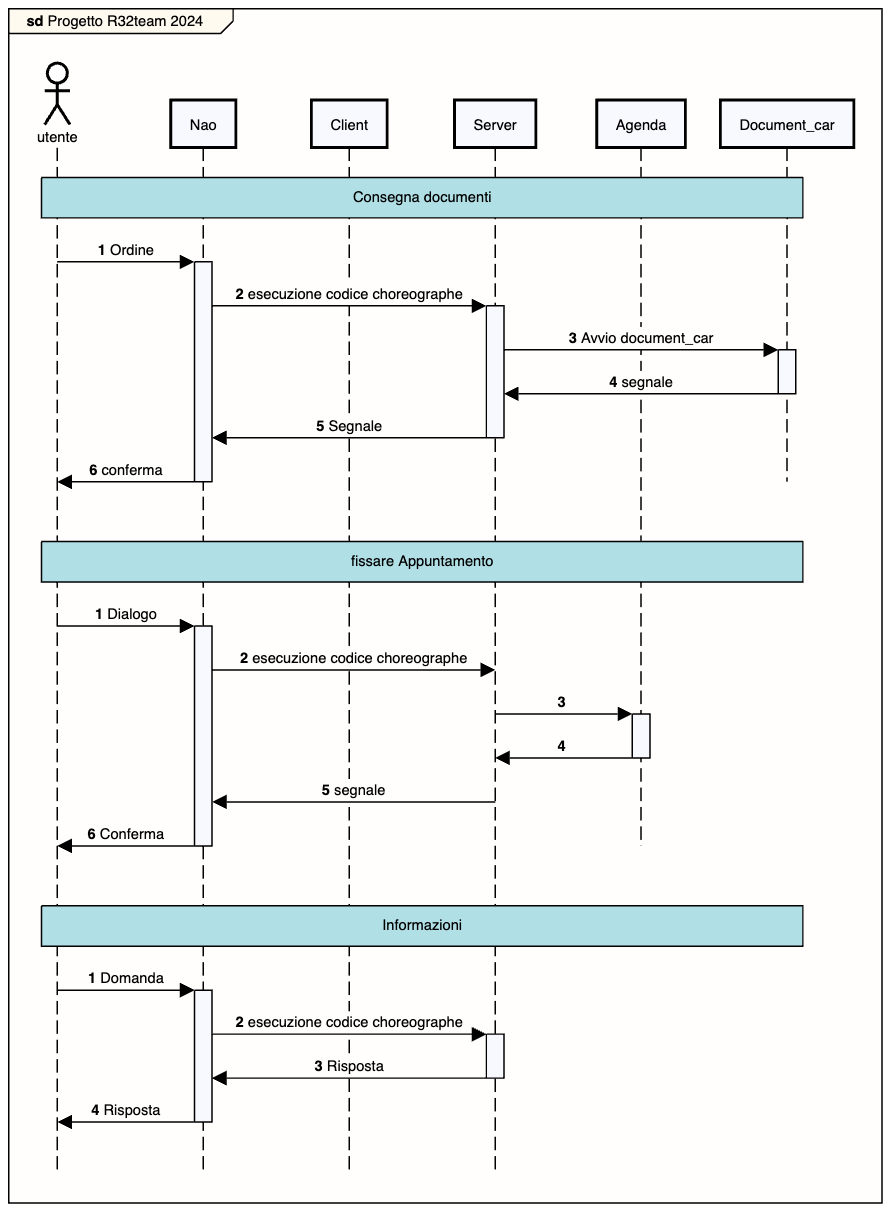 sd Progetto R32team 2024
utente
Nao
Client
Server
Agenda
Document_car
Consegna documenti
1 Ordine
2 esecuzione codice choreographe
3 Avvio document_car
4 segnale
5 Segnale
6 conferma
fissare Appuntamento
1 Dialogo
2 esecuzione codice choreographe
3
4
5 segnale
6 Conferma
Informazioni
1 Domanda
2 esecuzione codice choreographe
3 Risposta
4 Risposta